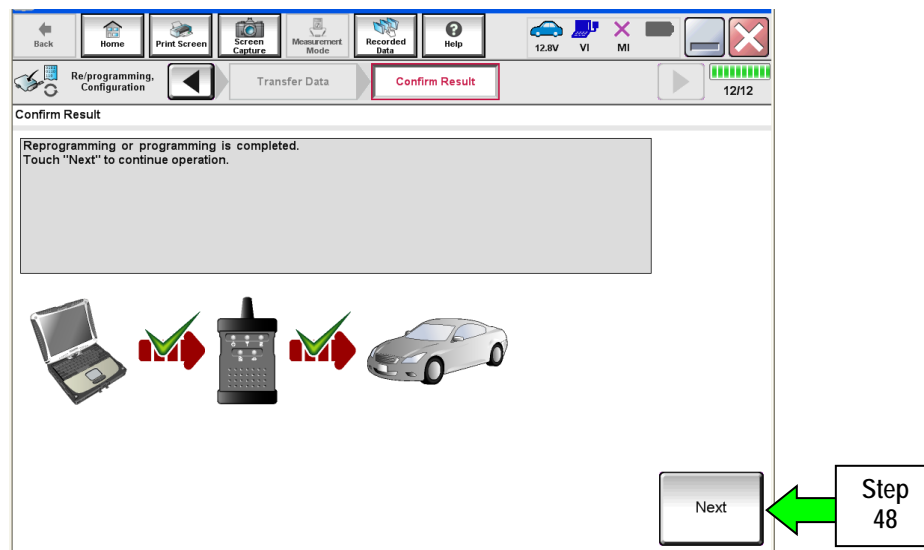 Back
Home
Print Screen
Screen
Capture
Measurement
Mode
Recorded
Data
Help
12.8V
VI
MI
Re/programming,
Configuration
Transfer Data
Confirm Result
12/12
Confirm Result
Reprogramming or programming is completed.
Touch "Next" to continue operation.
Next
Step
48